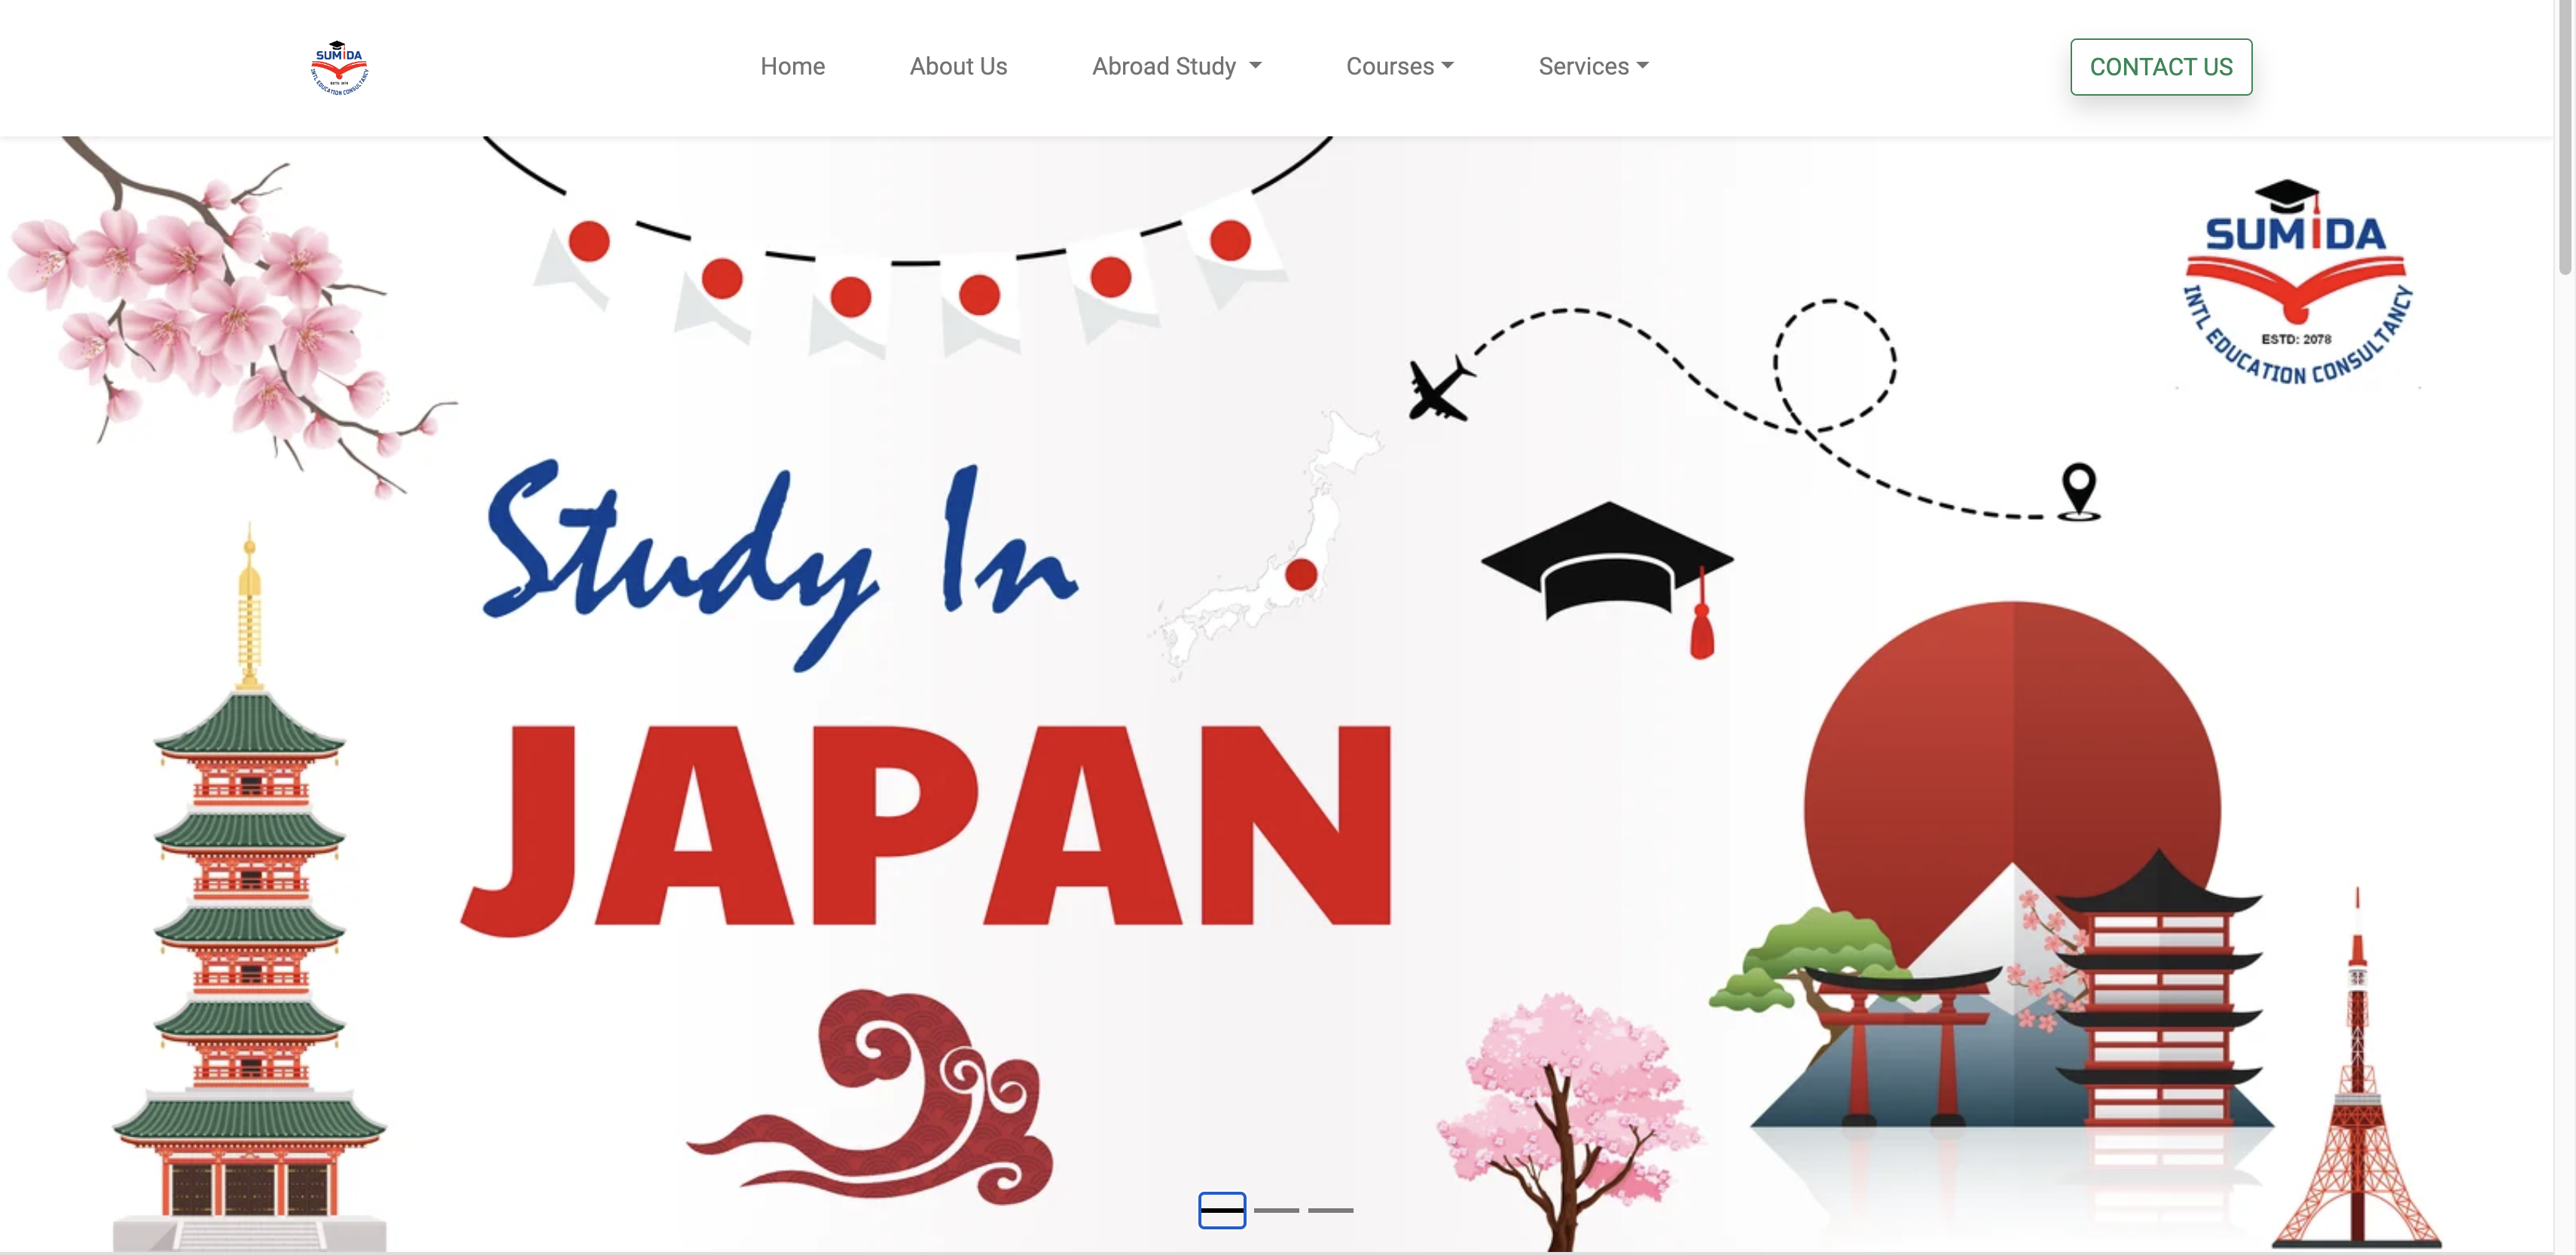 SUMiDA
INTL EDUCATION CONSULTANCY
Home
About Us
Abroad Study
Courses
Services
CONTACT US
SUMiDA
ESTD: 2078
INTL EDUCATION CONSULTANCY
Study In
JAPAN